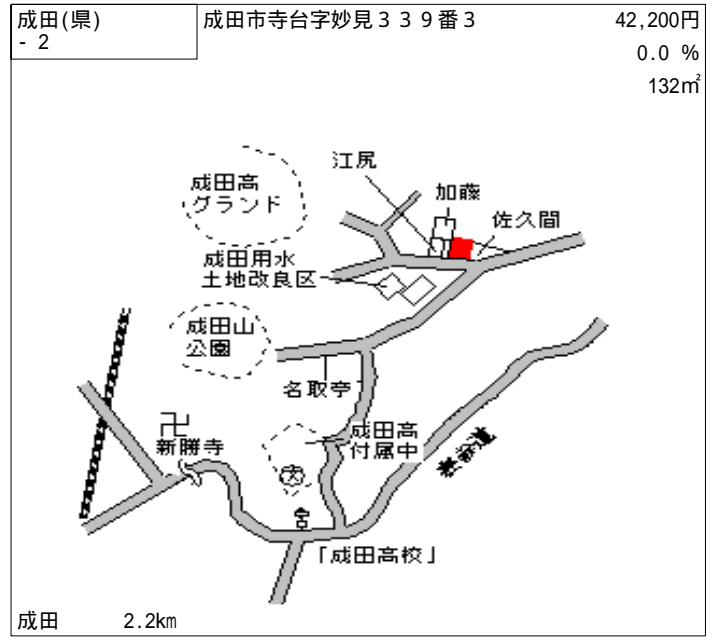 成田(県)
- 2
成田市寺台字妙見３３９番３
42,200円
0.0 %
132㎡
江尻
加藤
佐久間
成田高
グランド
成田用水
土地改良区
成田山
公園
名取亭
卍
新勝寺
成田高
付属中
「成田高校」
成田 2.2km